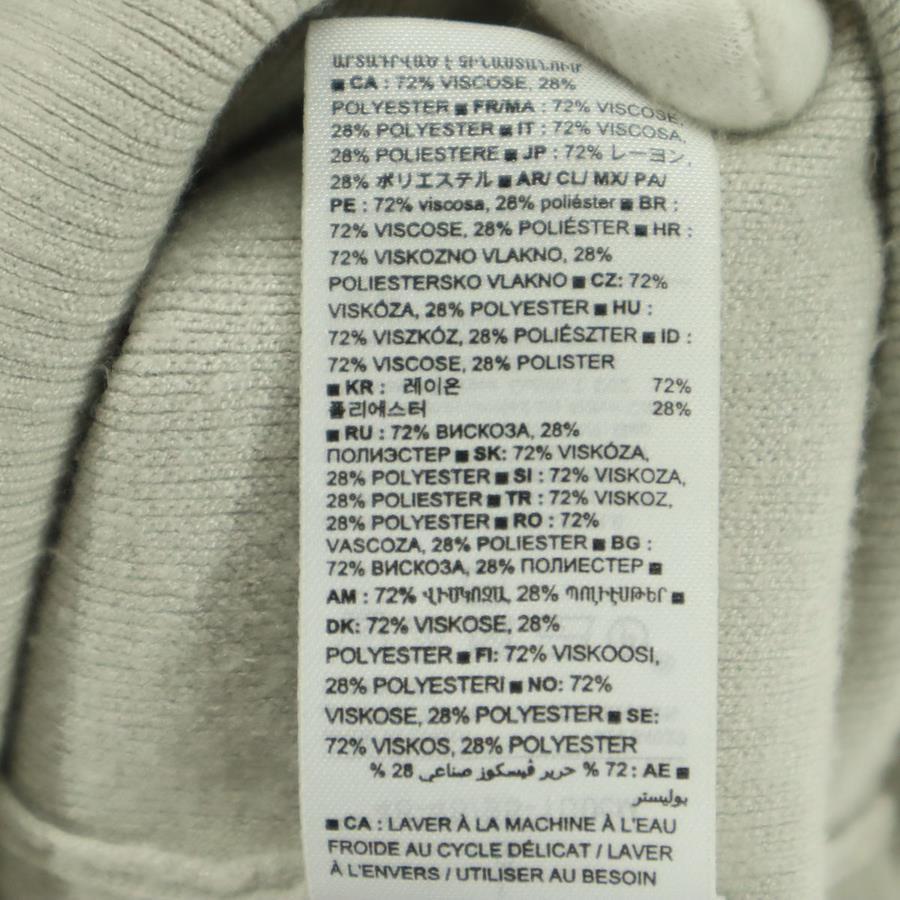 ԱՐՏԱԴՐՎԱԾ Է ՉԻՆԱՍՏԱՆՈՒՄ
■ CA : 72% VISCOSE, 28%
POLYESTER ■ FR/MA : 72% VISCOSE,
28% POLYESTER ■ IT : 72% VISCOSA,
28% POLIESTERE ■ JP : 72% レーヨン,
28% ポリエステル ■ AR/ CL/ MX/ PA/
PE : 72% viscosa, 28% poliéster ■ BR :
72% VISCOSE, 28% POLIÉSTER ■ HR :
72% VISKOZNO VLAKNO, 28%
POLIESTERSKO VLAKNO ■ CZ: 72%
VISKÓZA, 28% POLYESTER ■ HU :
72% VISZKÓZ, 28% POLIÉSZTER ■ ID :
72% VISCOSE, 28% POLISTER
■ KR : 레이온 72%
폴리에스터 28%
■ RU : 72% ВИСКОЗА, 28%
ПОЛИЭСТЕР ■ SK: 72% VISKÓZA,
28% POLYESTER ■ SI : 72% VISKOZA,
28% POLIESTER ■ TR : 72% VISKOZ,
28% POLYESTER ■ RO : 72%
VASCOZA, 28% POLIESTER ■ BG :
72% ВИСКОЗА, 28% ПОЛИЕСТЕР ■
AM : 72% ՎԻՍԿՈԶԱ, 28% ՊՈԼԻԷՍԹԵՐ ■
DK: 72% VISKOSE, 28%
POLYESTER ■ FI: 72% VISKOOSI,
28% POLYESTERI ■ NO: 72%
VISKOSE, 28% POLYESTER ■ SE:
72% VISKOS, 28% POLYESTER
■ AE : 72 % حرير ڤيسكوز صناعي 28 %
بوليستر
■ CA : LAVER À LA MACHINE À L'EAU
FROIDE AU CYCLE DÉLICAT / LAVER
À L'ENVERS / UTILISER AU BESOIN